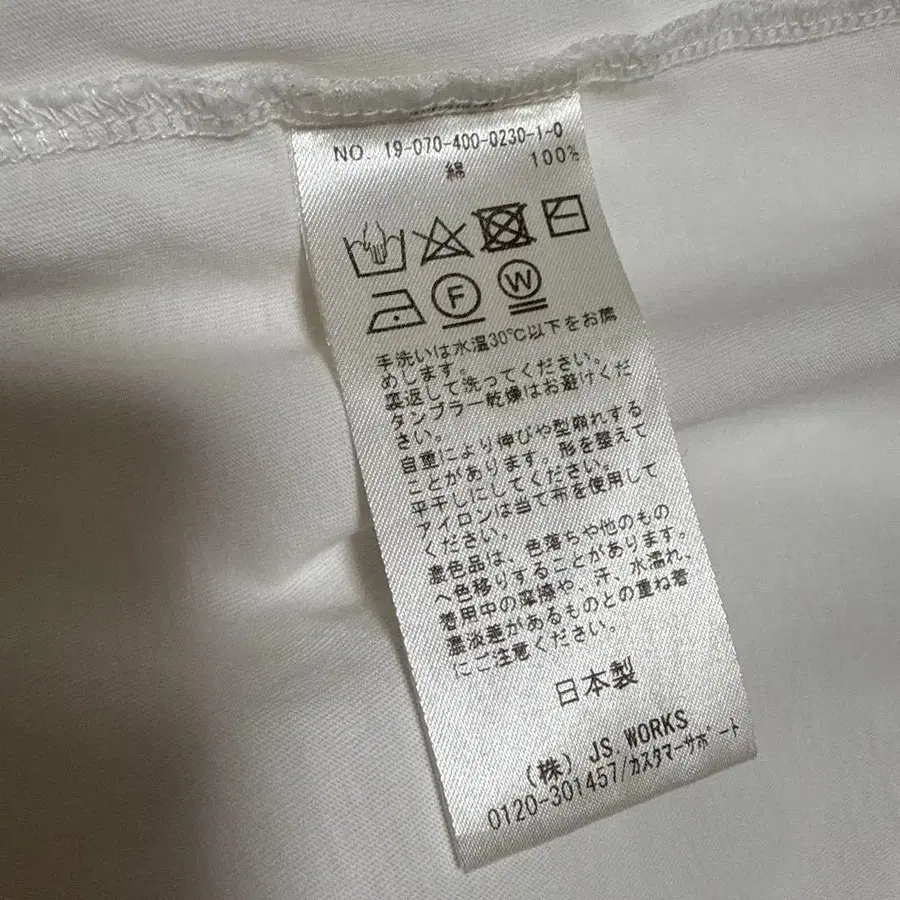 NO. 19-070-400-0230-1-0
綿 100%
F W
手洗いは水温30℃以下をお薦
めします。
裏返して洗ってください。
タンブラー乾燥はお避けくだ
さい。
自重により伸びや型崩れする
ことがあります 形を整えて
平干しにしてください。
アイロンは当て布を使用して
ください。
濃色品は、色落ちや他のもの
へ色移りすることがあります。
着用中の摩擦や、汗、水濡れ、
濃淡差があるものとの重ね着
にご注意ください。
日本製
(株) JS.WORKS
0120-301457/カスタマーサポート